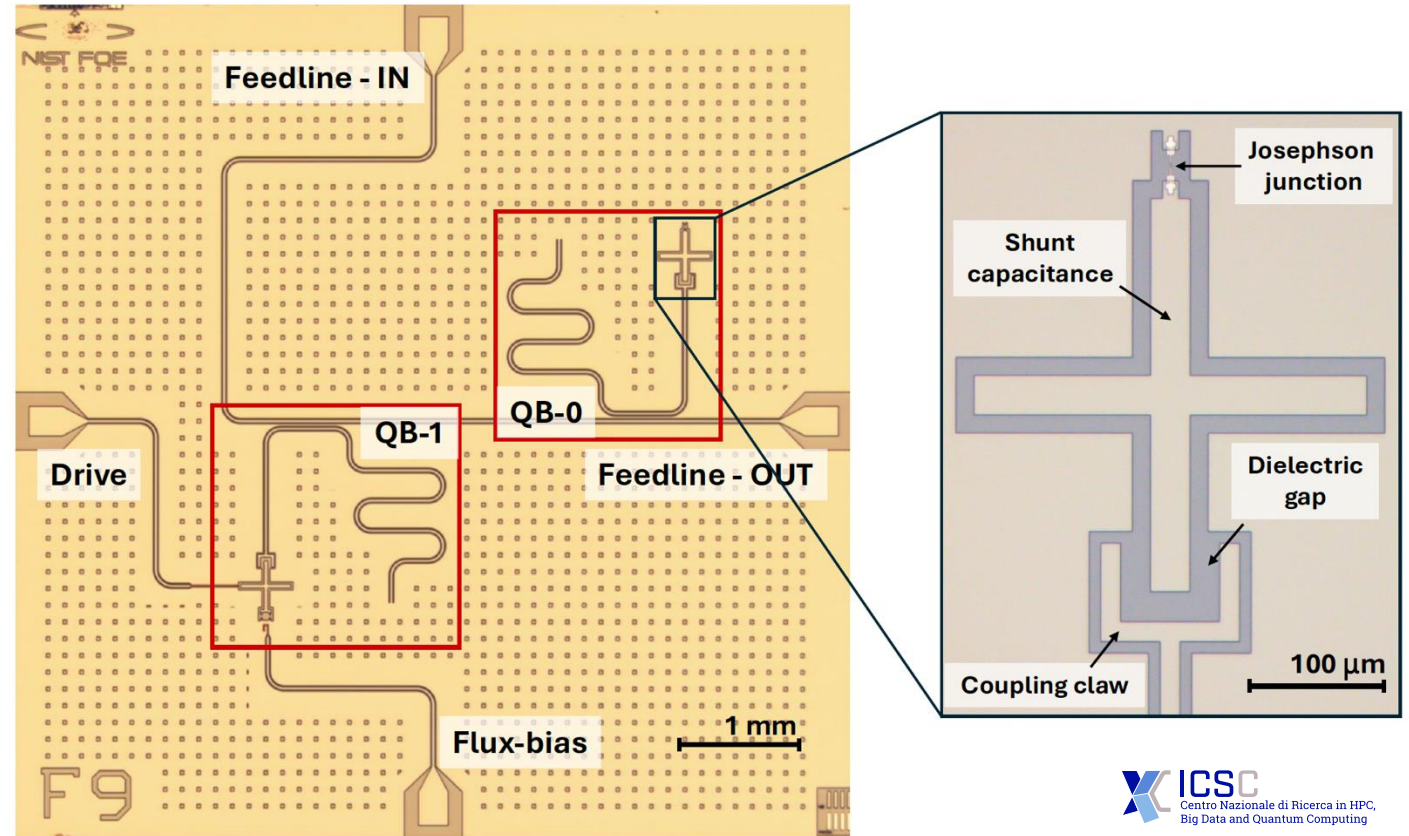 NIST FQE
Feedline - IN
QB-0
QB-1
Drive
Feedline - OUT
Flux-bias
1 mm
F9
Josephson
junction
Shunt
capacitance
Dielectric
gap
Coupling claw
100 μm
ICSC
Centro Nazionale di Ricerca in HPC,
Big Data and Quantum Computing